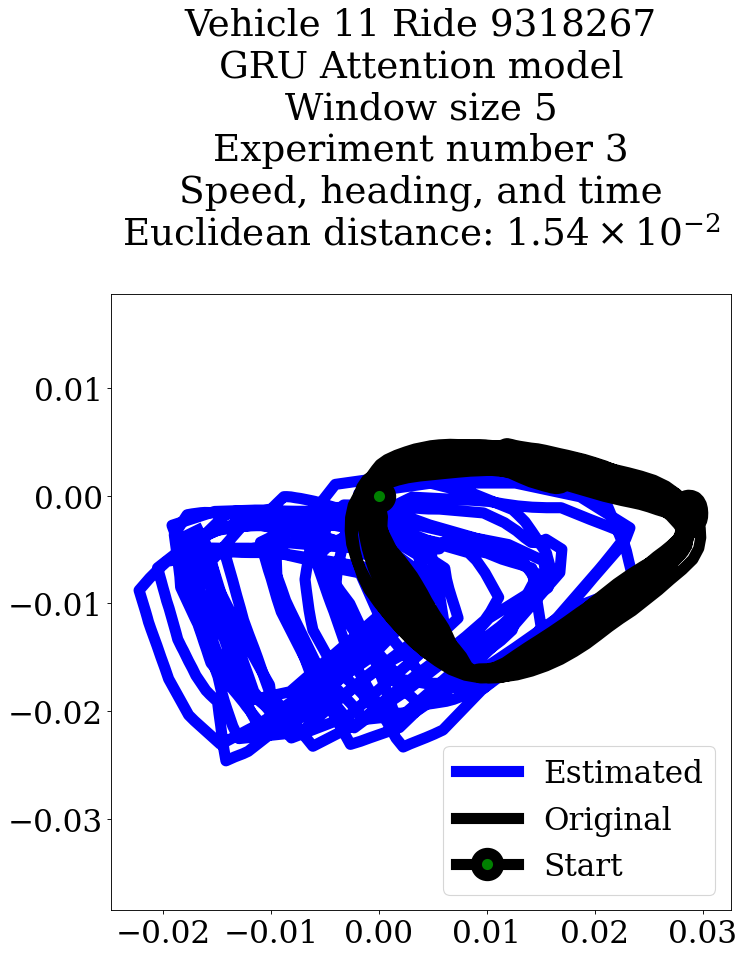 Vehicle 11 Ride 9318267
GRU Attention model
Window size 5
Experiment number 3
Speed, heading, and time
Euclidean distance: 1.54 × 10⁻²
0.01
0.00
−0.01
−0.02
−0.03
Estimated
Original
Start
−0.02 −0.01 0.00 0.01 0.02 0.03